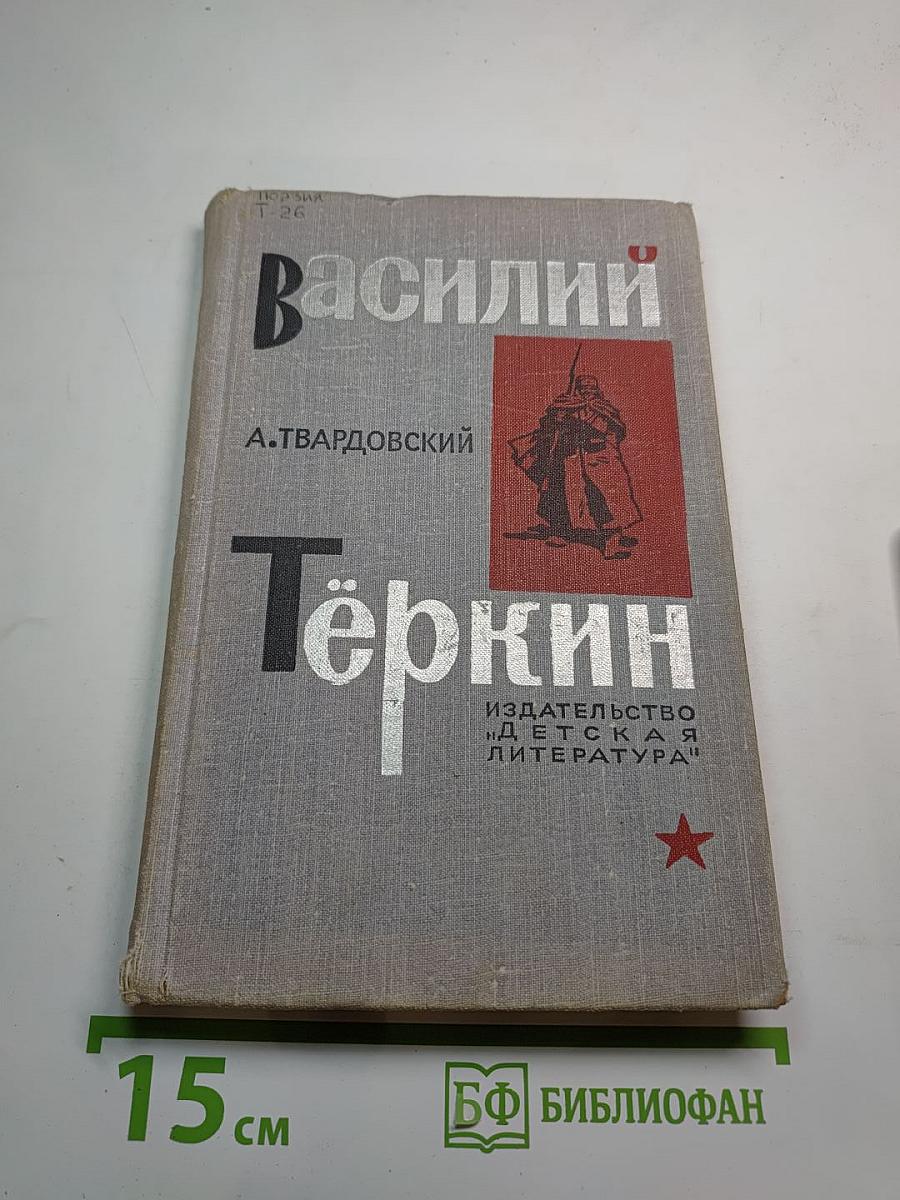 поэзия
Т-26
Василий
А. ТВАРДОВСКИЙ
Тёркин
ИЗДАТЕЛЬСТВО
„ДЕТСКАЯ
ЛИТЕРАТУРА"
15 см
БФ БИБЛИОФАН